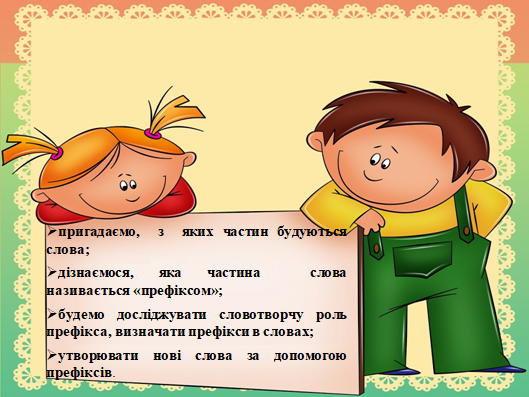 ➢пригадаємо, з яких частин будуються
слова;
➢дізнаємося, яка частина слова
називається «префіксом»;
➢будемо досліджувати словотворчу роль
префікса, визначати префікси в словах;
➢утворювати нові слова за допомогою
префіксів.